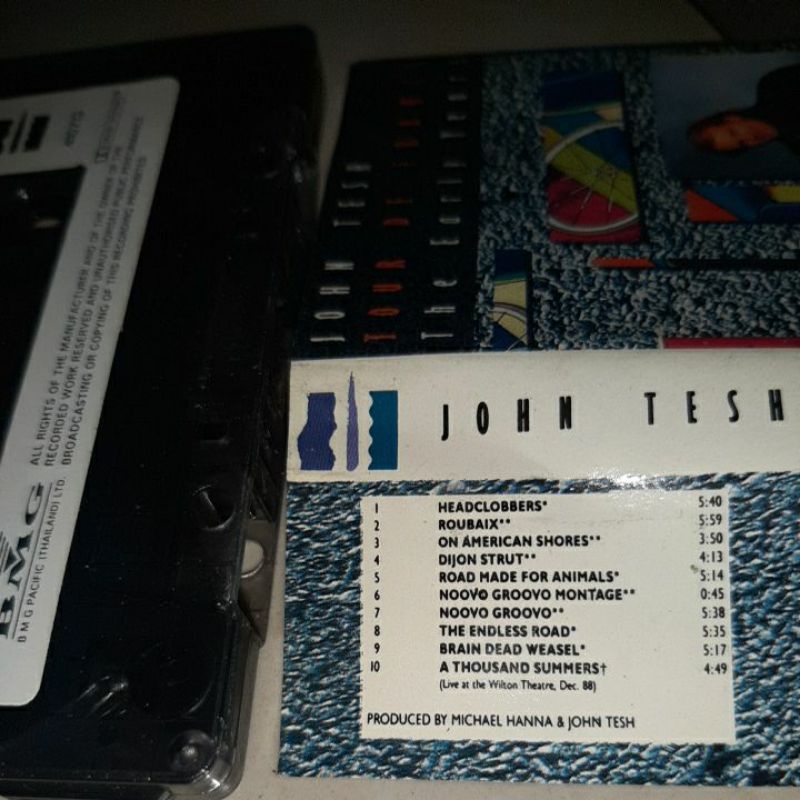 ALL RIGHTS OF THE MANUFACTURER AND OF THE OWNER OF THE
RECORDED WORK RESERVED AND UNAUTHORISED PUBLIC PERFORMANCE
BROADCASTING OR COPYING OF THIS RECORDING PROHIBITED
BMG
B M G PACIFIC (THAILAND) LTD.
JOHN TESH
TOUR DE
The Early
JOHN TESH
1 HEADCLOBBERS* 5:40
2 ROUBAIX** 5:59
3 ON AMERICAN SHORES** 3:50
4 DIJON STRUT** 4:13
5 ROAD MADE FOR ANIMALS* 5:14
6 NOOVO GROOVO MONTAGE** 0:45
7 NOOVO GROOVO** 5:38
8 THE ENDLESS ROAD* 5:35
9 BRAIN DEAD WEASEL* 5:17
10 A THOUSAND SUMMERS† 4:49
(Live at the Wilton Theatre, Dec. 88)
PRODUCED BY MICHAEL HANNA & JOHN TESH